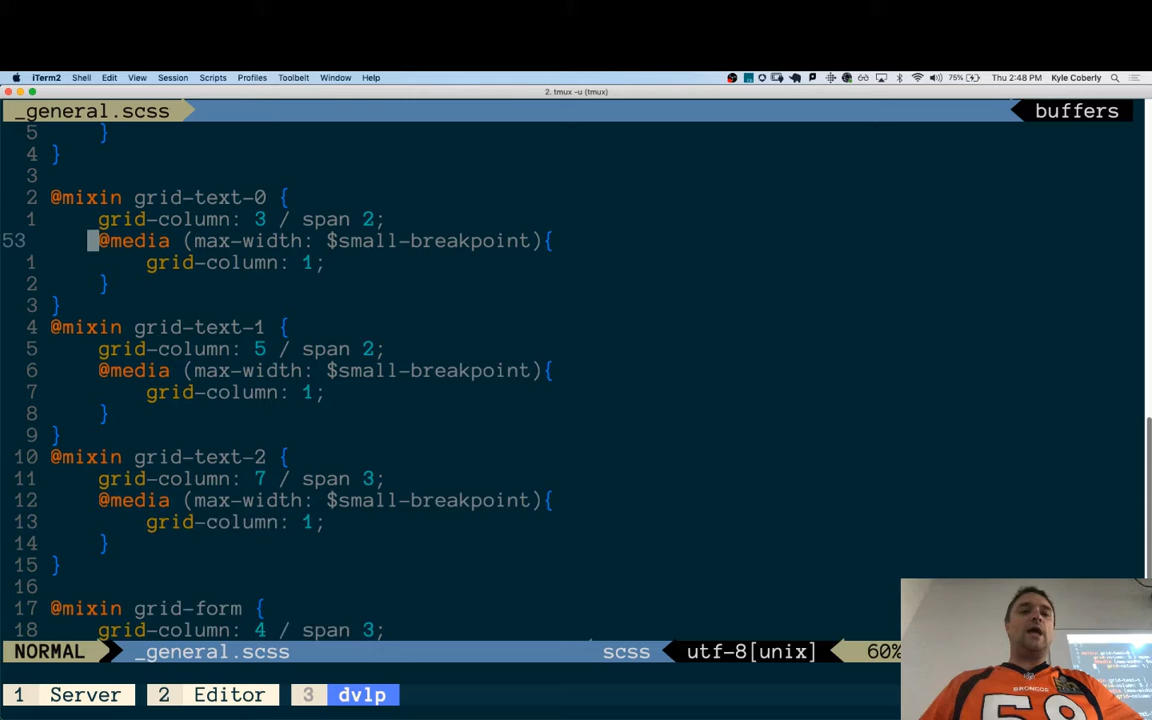 iTerm2 Shell Edit View Session Scripts Profiles Toolbelt Window Help 75% Thu 2:48 PM Kyle Coberly
2. tmux -u (tmux)
_general.scss buffers
5 }
4 }
3
2 @mixin grid-text-0 {
1 grid-column: 3 / span 2;
53 @media (max-width: $small-breakpoint){
1 grid-column: 1;
2 }
3 }
4 @mixin grid-text-1 {
5 grid-column: 5 / span 2;
6 @media (max-width: $small-breakpoint){
7 grid-column: 1;
8 }
9 }
10 @mixin grid-text-2 {
11 grid-column: 7 / span 3;
12 @media (max-width: $small-breakpoint){
13 grid-column: 1;
14 }
15 }
16
17 @mixin grid-form {
18 grid-column: 4 / span 3;
NORMAL _general.scss scss utf-8[unix] 60%
1 Server 2 Editor 3 dvlp
BRONCOS